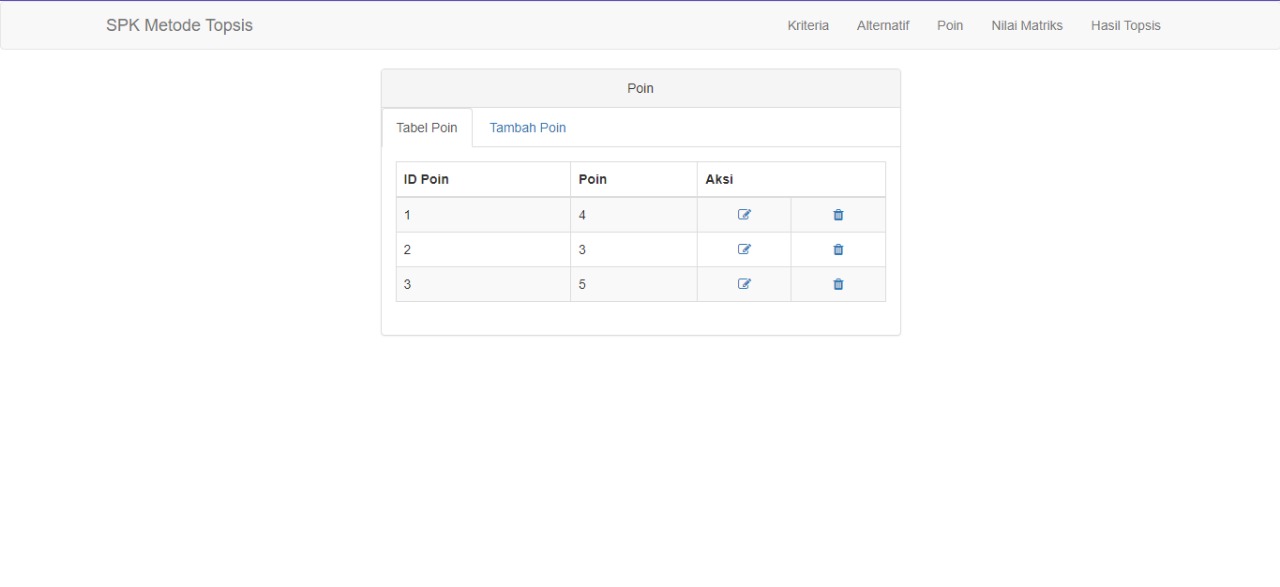 SPK Metode Topsis Kriteria Alternatif Poin Nilai Matriks Hasil Topsis
Poin
Tabel Poin Tambah Poin
ID Poin Poin Aksi
1 4
2 3
3 5